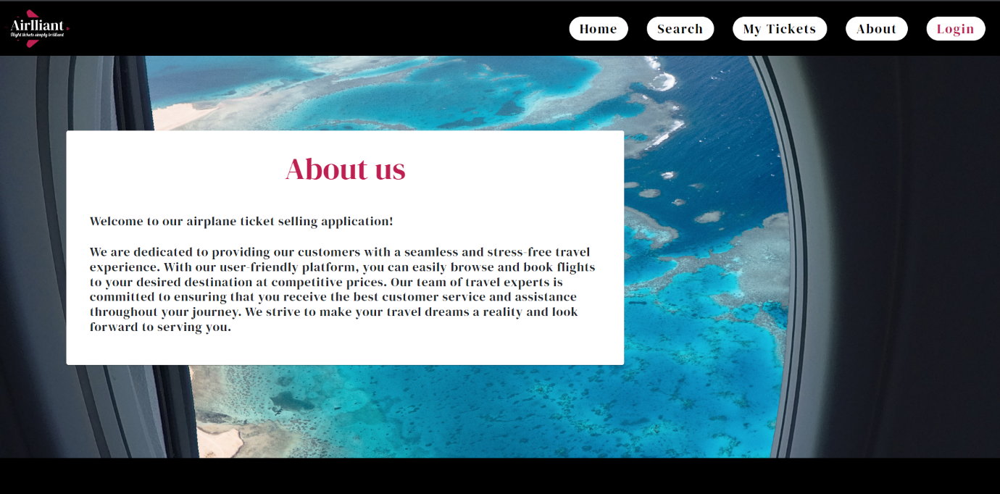 Airlliant
Flight tickets simply brilliant
Home
Search
My Tickets
About
Login
About us
Welcome to our airplane ticket selling application!
We are dedicated to providing our customers with a seamless and stress-free travel
experience. With our user-friendly platform, you can easily browse and book flights
to your desired destination at competitive prices. Our team of travel experts is
committed to ensuring that you receive the best customer service and assistance
throughout your journey. We strive to make your travel dreams a reality and look
forward to serving you.